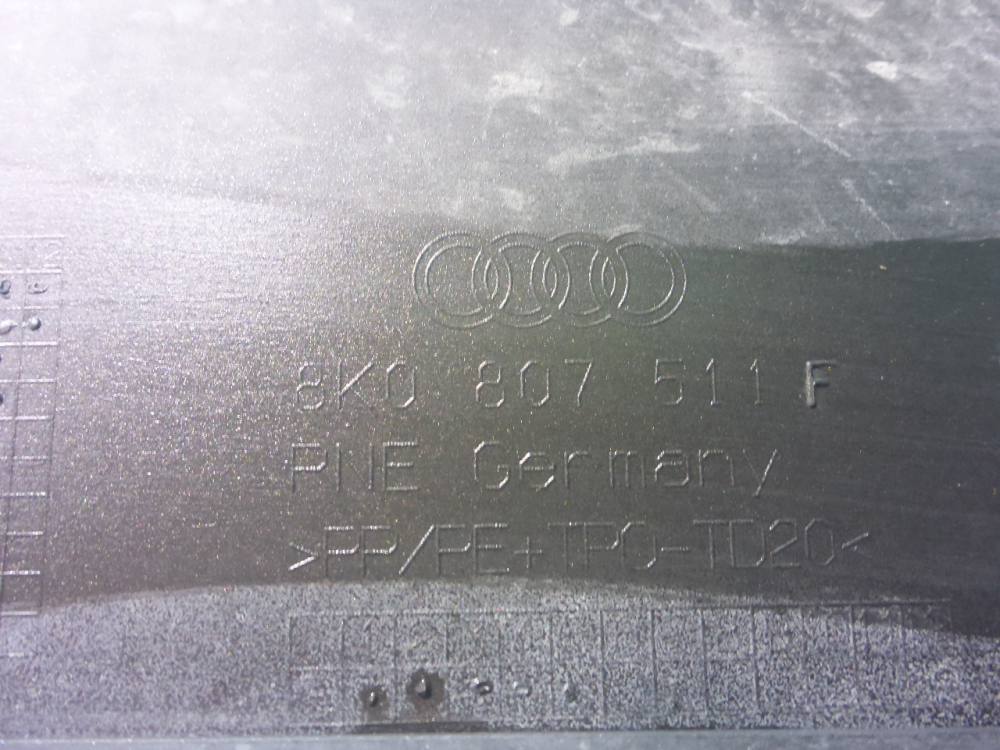 8K0 807 511 F
PNE Germany
>PP/PE+TPO-TD20<